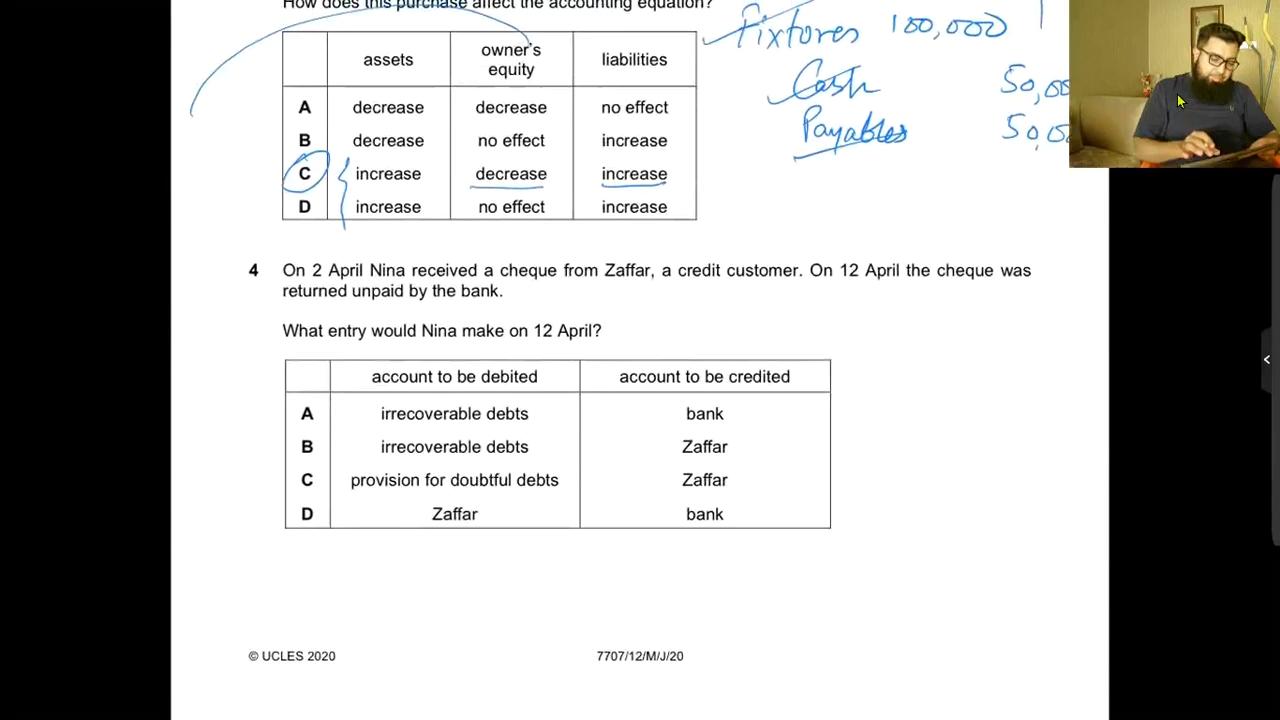 How does this purchase affect the accounting equation?
assets owner's equity liabilities
A decrease decrease no effect
B decrease no effect increase
C increase decrease increase
D increase no effect increase
Fixtures 100,000
Cash 50,00
Payables 50,0
4 On 2 April Nina received a cheque from Zaffar, a credit customer. On 12 April the cheque was
returned unpaid by the bank.
What entry would Nina make on 12 April?
account to be debited account to be credited
A irrecoverable debts bank
B irrecoverable debts Zaffar
C provision for doubtful debts Zaffar
D Zaffar bank
© UCLES 2020 7707/12/M/J/20